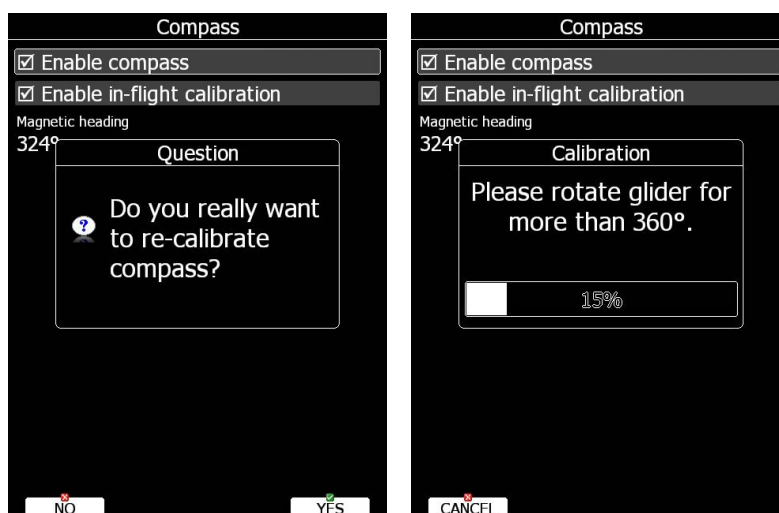 Compass
Enable compass
Enable in-flight calibration
Magnetic heading
324°
Question
?
Do you really want
to re-calibrate
compass?
NO
YES
Compass
Enable compass
Enable in-flight calibration
Magnetic heading
324°
Calibration
Please rotate glider for
more than 360°.
15%
CANCEL